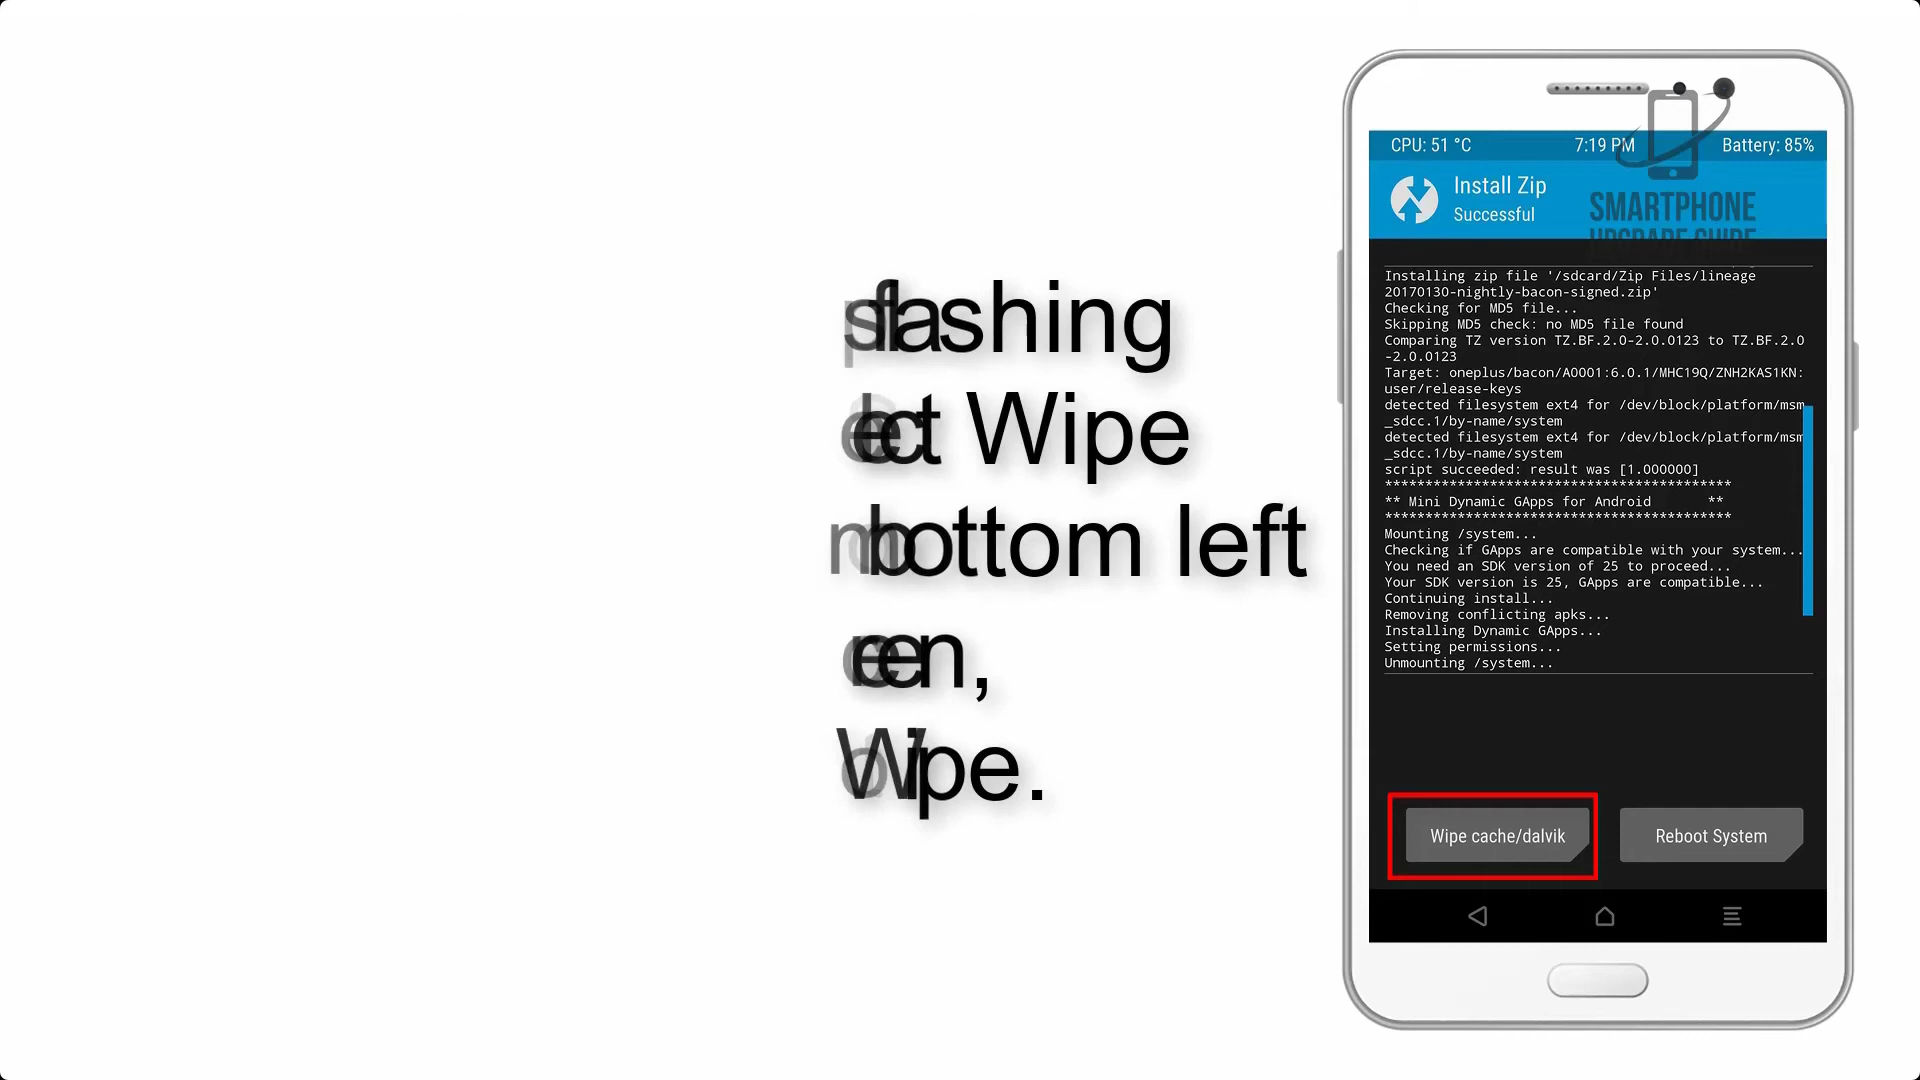 flashing
Wipe
bottom left
Wipe.
CPU: 51 °C
7:19 PM
Battery: 85%
Install Zip
Successful
SMARTPHONE
UPGRADE GUIDE
Installing zip file '/sdcard/Zip Files/lineage
20170130-nightly-bacon-signed.zip'
Checking for MD5 file...
Skipping MD5 check: no MD5 file found
Comparing TZ version TZ.BF.2.0-2.0.0123 to TZ.BF.2.0
-2.0.0123
Target: oneplus/bacon/A0001:6.0.1/MHC19Q/ZNH2KAS1KN:
user/release-keys
detected filesystem ext4 for /dev/block/platform/msm
_sdcc.1/by-name/system
detected filesystem ext4 for /dev/block/platform/msm
_sdcc.1/by-name/system
script succeeded: result was [1.000000]
*******************************************
** Mini Dynamic GApps for Android       **
*******************************************
Mounting /system...
Checking if GApps are compatible with your system...
You need an SDK version of 25 to proceed...
Your SDK version is 25, GApps are compatible...
Continuing install...
Removing conflicting apks...
Installing Dynamic GApps...
Setting permissions...
Unmounting /system...
Wipe cache/dalvik
Reboot System